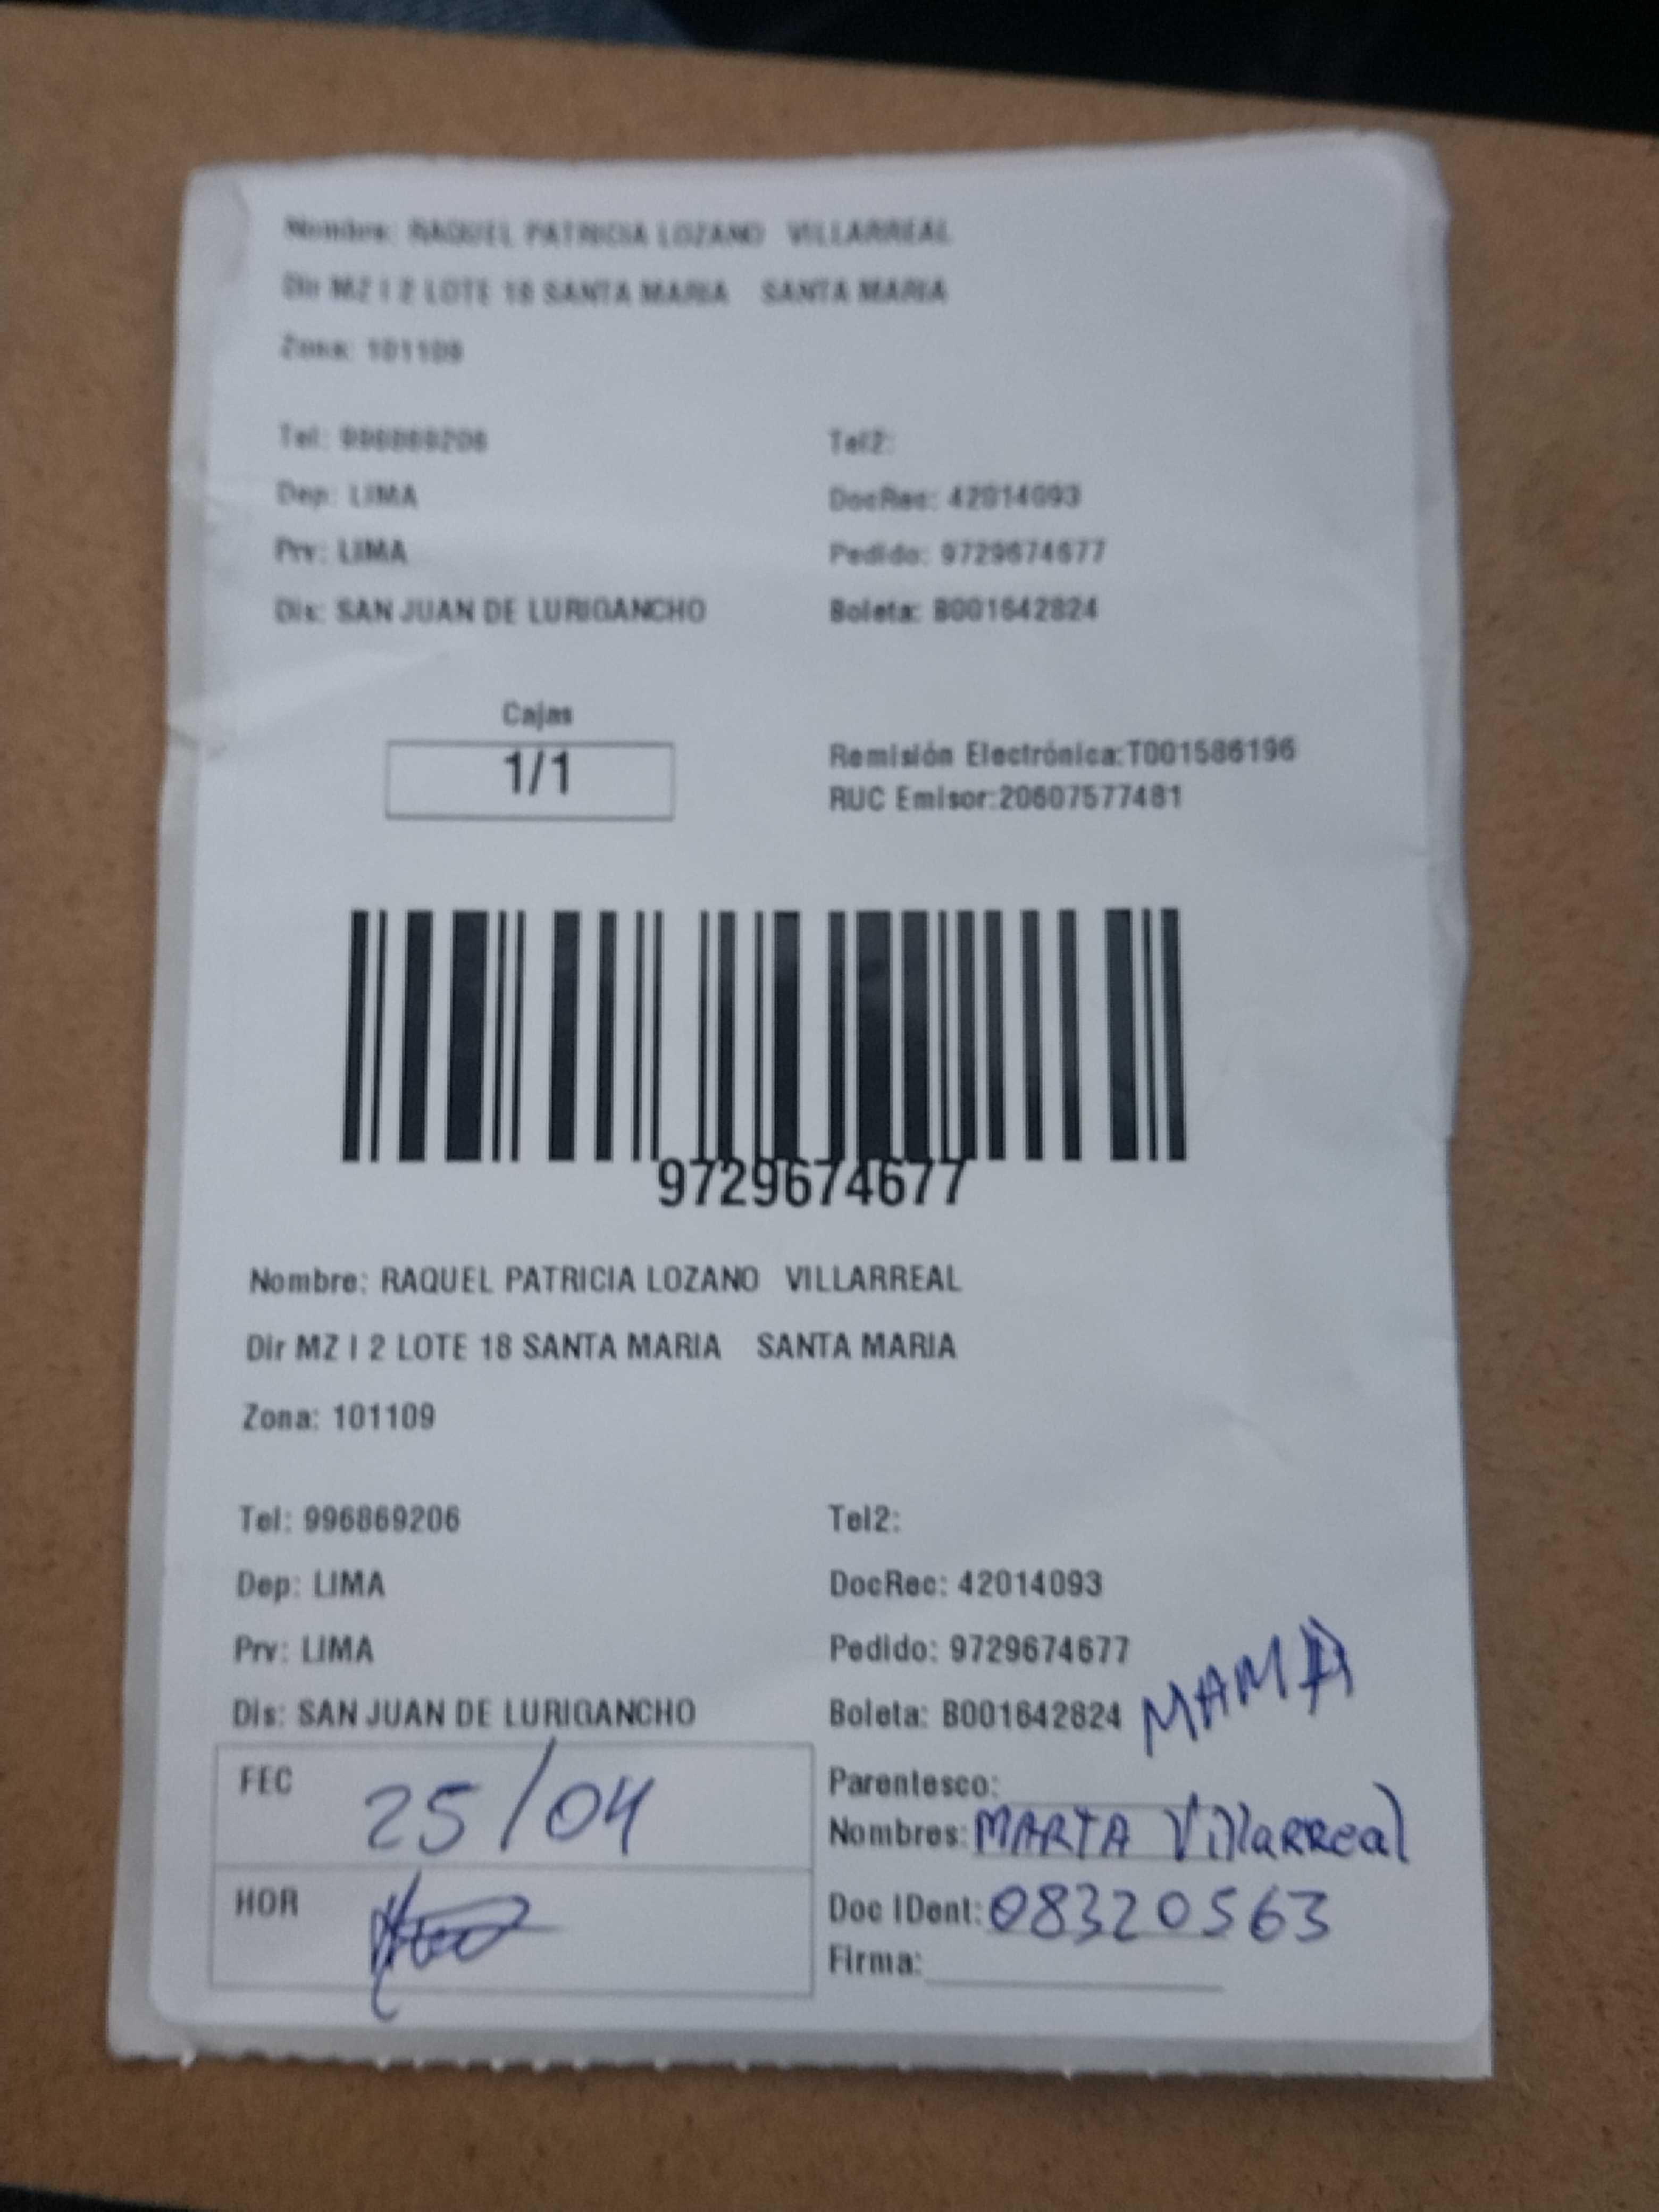 Nombre: RAQUEL PATRICIA LOZANO VILLARREAL
Dir MZ I 2 LOTE 18 SANTA MARIA SANTA MARIA
Zona: 101109
Tel: 996869206 Tel2:
Dep: LIMA DocRec: 42014093
Prv: LIMA Pedido: 9729674677
Dis: SAN JUAN DE LURIGANCHO Boleta: B001642824
Cajas
1/1
Remisión Electrónica:T001586196
RUC Emisor:20607577481
9729674677
Nombre: RAQUEL PATRICIA LOZANO VILLARREAL
Dir MZ I 2 LOTE 18 SANTA MARIA SANTA MARIA
Zona: 101109
Tel: 996869206 Tel2:
Dep: LIMA DocRec: 42014093
Prv: LIMA Pedido: 9729674677
Dis: SAN JUAN DE LURIGANCHO Boleta: B001642824
MAMA
FEC 25/04
Parentesco:
Nombres: MARTA Villarreal
HOR
Doc IDent: 08320563
Firma: